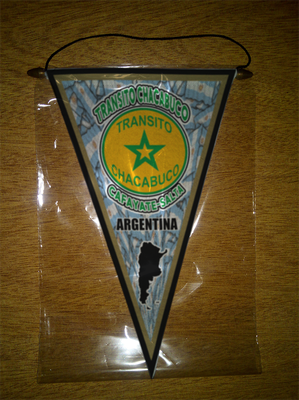 TRANSITO CHACABUCO
TRANSITO
CHACABUCO
CAFAYATE-SALTA
ARGENTINA